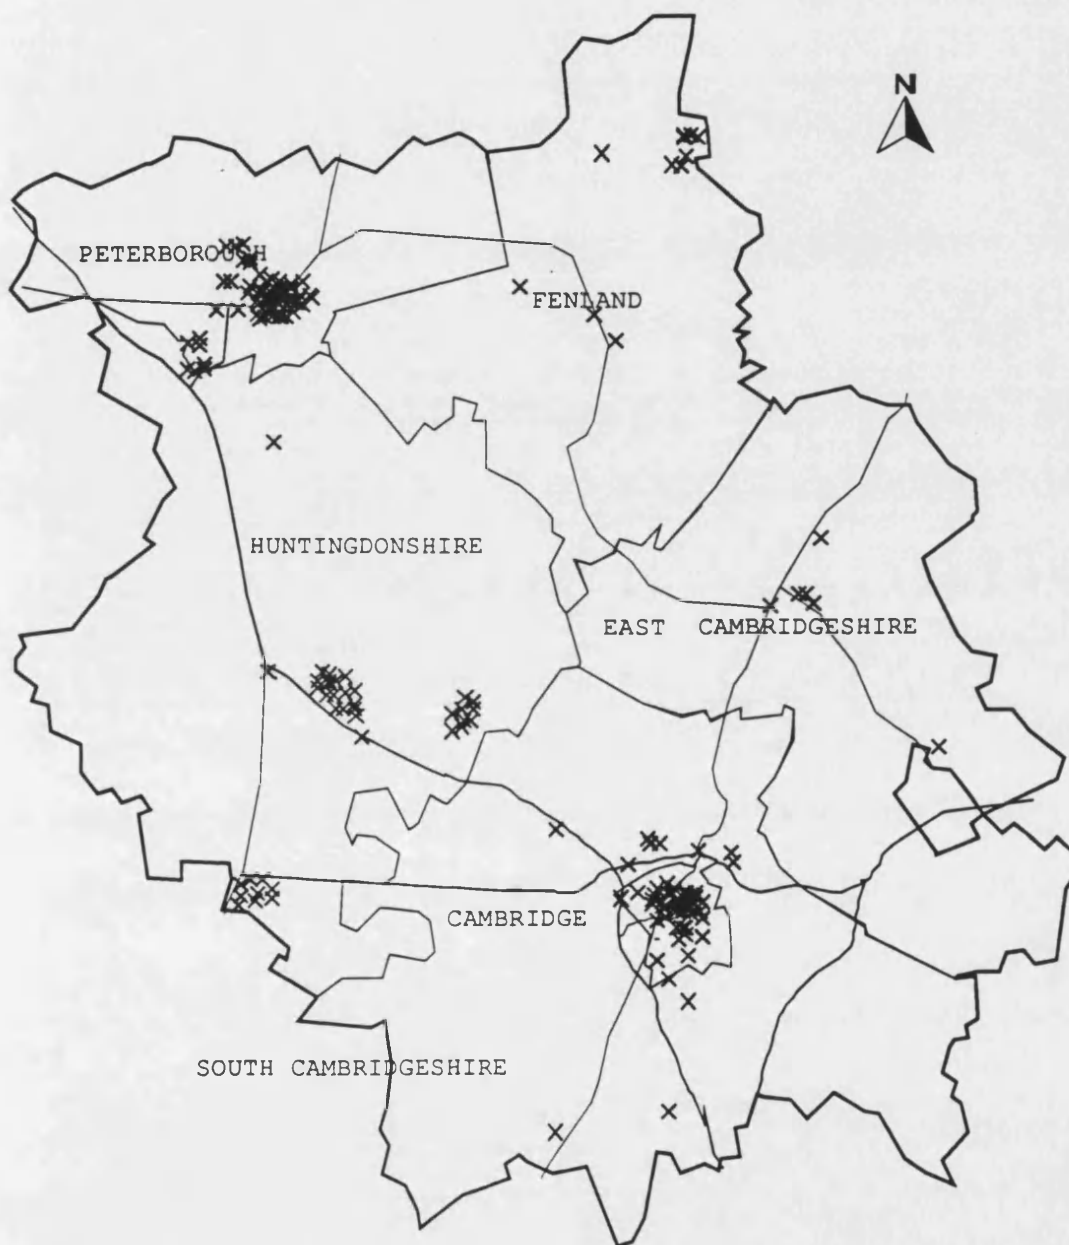 N
PETERBOROUGH
FENLAND
HUNTINGDONSHIRE
EAST CAMBRIDGESHIRE
CAMBRIDGE
SOUTH CAMBRIDGESHIRE